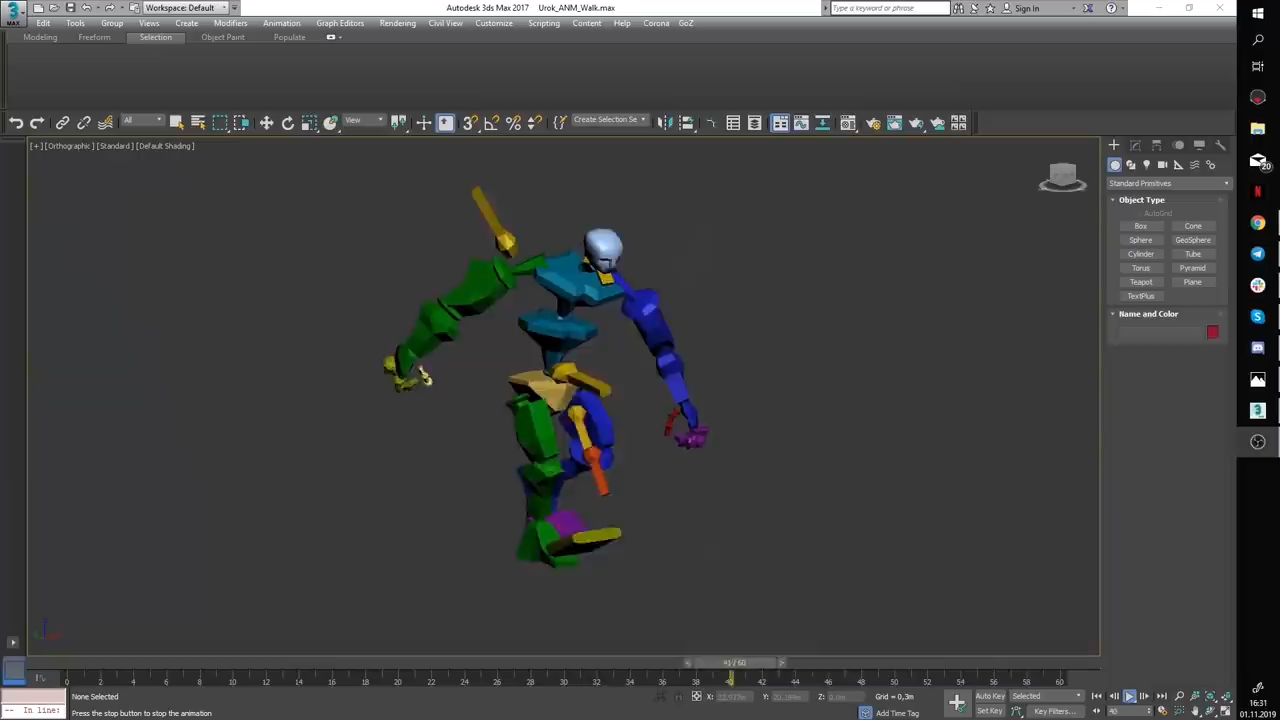 Autodesk 3ds Max 2017 Urok_ANM_Walk.max
Workspace: Default
Type a keyword or phrase
Sign In
MAX
Edit Tools Group Views Create Modifiers Animation Graph Editors Rendering Civil View Customize Scripting Content Help Corona GoZ
Modeling Freeform Selection Object Paint Populate
All View Create Selection Se
[+] [Orthographic] [Standard] [Default Shading]
Standard Primitives
Object Type
AutoGrid
Box Cone
Sphere GeoSphere
Cylinder Tube
Torus Pyramid
Teapot Plane
TextPlus
Name and Color
20
41 / 60
0 2 4 6 8 10 12 14 16 18 20 22 24 26 28 30 32 34 36 38 40 42 44 46 48 50 52 54 56 58 60
None Selected
X: Y: Z: Grid = 0,3m
Auto Key Selected
-- In line:
Press the stop button to stop the animation
Add Time Tag
Set Key Key Filters...
16:31
01.11.2019